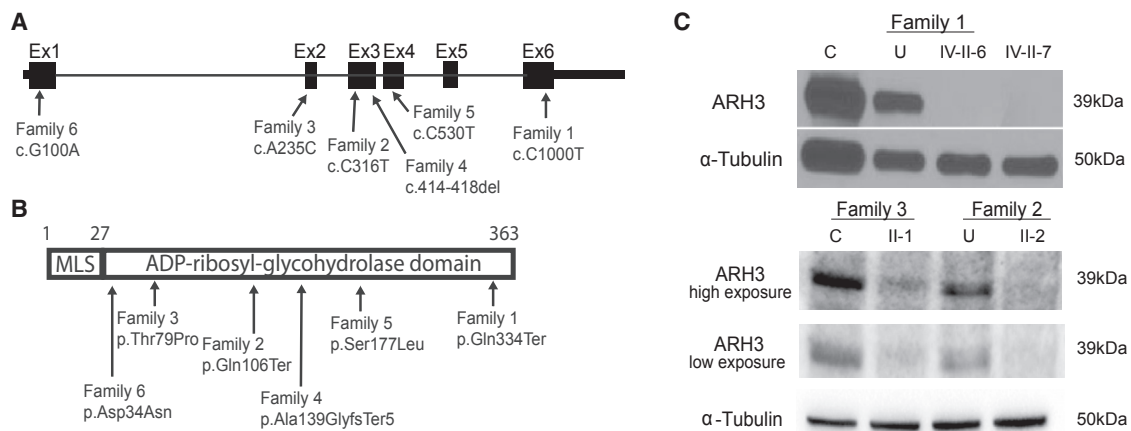 A
Ex1 Ex2 Ex3 Ex4 Ex5 Ex6
Family 6
c.G100A
Family 3
c.A235C
Family 2
c.C316T
Family 4
c.414-418del
Family 5
c.C530T
Family 1
c.C1000T
B
1 27 363
MLS ADP-ribosyl-glycohydrolase domain
Family 6
p.Asp34Asn
Family 3
p.Thr79Pro
Family 2
p.Gln106Ter
Family 4
p.Ala139GlyfsTer5
Family 5
p.Ser177Leu
Family 1
p.Gln334Ter
C
Family 1
C U IV-II-6 IV-II-7
ARH3 39kDa
α-Tubulin 50kDa
Family 3 Family 2
C II-1 U II-2
ARH3
high exposure
39kDa
ARH3
low exposure
39kDa
α-Tubulin 50kDa